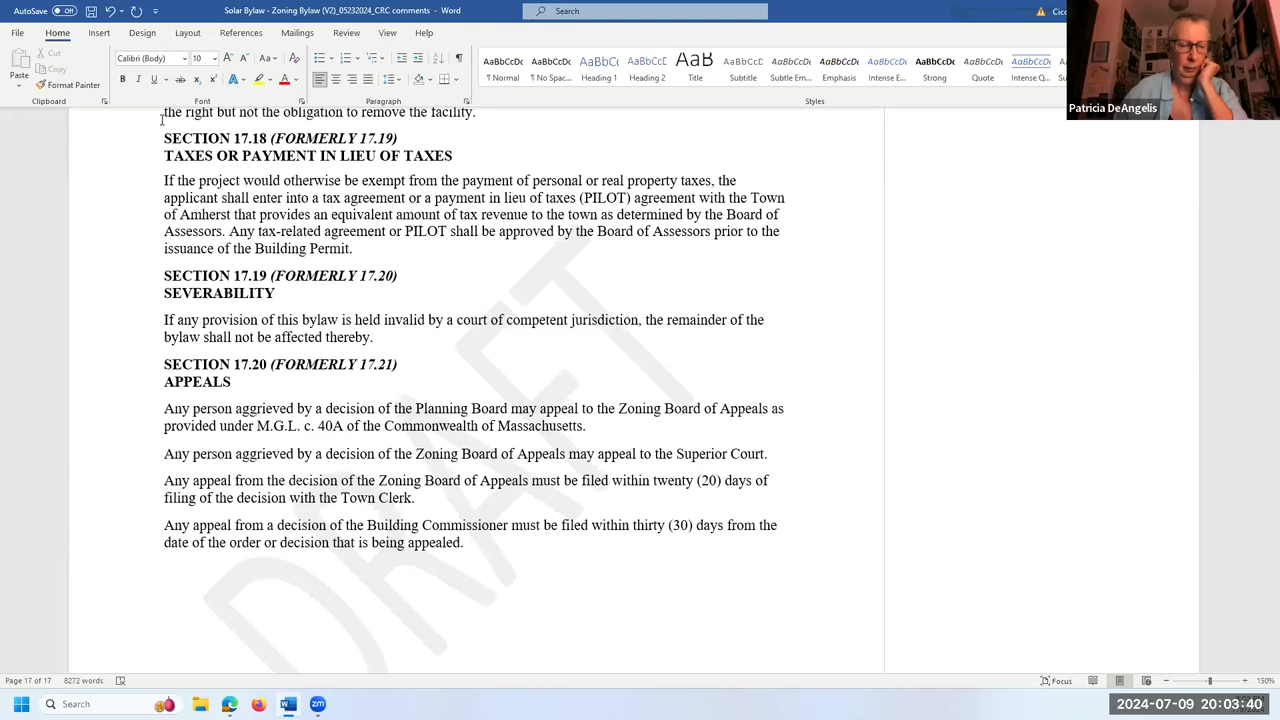 AutoSave Off
Solar Bylaw - Zoning Bylaw (V2)_05232024_CRC comments - Word
Search
File Home Insert Design Layout References Mailings Review View Help
Paste
Cut
Copy
Format Painter
Calibri (Body) 10
AaBbCcDc AaBbCcDc AaBbC AaBbCc AaB AaBbCcD AaBbCcDc AaBbCcDc AaBbCcDc AaBbCcDc AaBbCcDc AaBbCcDc
¶ Normal ¶ No Spac... Heading 1 Heading 2 Title Subtitle Subtle Em... Emphasis Intense E... Strong Quote Intense Q...
Clipboard Font Paragraph Styles
Patricia DeAngelis
the right but not the obligation to remove the facility.
SECTION 17.18 (FORMERLY 17.19)
TAXES OR PAYMENT IN LIEU OF TAXES
If the project would otherwise be exempt from the payment of personal or real property taxes, the
applicant shall enter into a tax agreement or a payment in lieu of taxes (PILOT) agreement with the Town
of Amherst that provides an equivalent amount of tax revenue to the town as determined by the Board of
Assessors. Any tax-related agreement or PILOT shall be approved by the Board of Assessors prior to the
issuance of the Building Permit.
SECTION 17.19 (FORMERLY 17.20)
SEVERABILITY
If any provision of this bylaw is held invalid by a court of competent jurisdiction, the remainder of the
bylaw shall not be affected thereby.
SECTION 17.20 (FORMERLY 17.21)
APPEALS
Any person aggrieved by a decision of the Planning Board may appeal to the Zoning Board of Appeals as
provided under M.G.L. c. 40A of the Commonwealth of Massachusetts.
Any person aggrieved by a decision of the Zoning Board of Appeals may appeal to the Superior Court.
Any appeal from the decision of the Zoning Board of Appeals must be filed within twenty (20) days of
filing of the decision with the Town Clerk.
Any appeal from a decision of the Building Commissioner must be filed within thirty (30) days from the
date of the order or decision that is being appealed.
DRAFT
Page 17 of 17 8272 words
Focus
150%
Search
2024-07-09 20:03:40